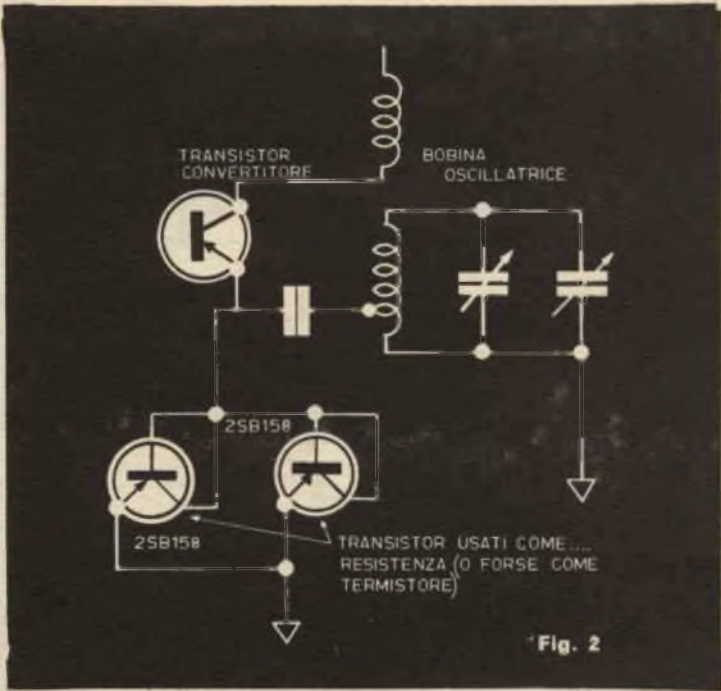 TRANSISTOR
CONVERTITORE
BOBINA
OSCILLATRICE
2SB158
2SB158
TRANSISTOR USATI COME....
RESISTENZA (O FORSE COME
TERMISTORE)
Fig. 2